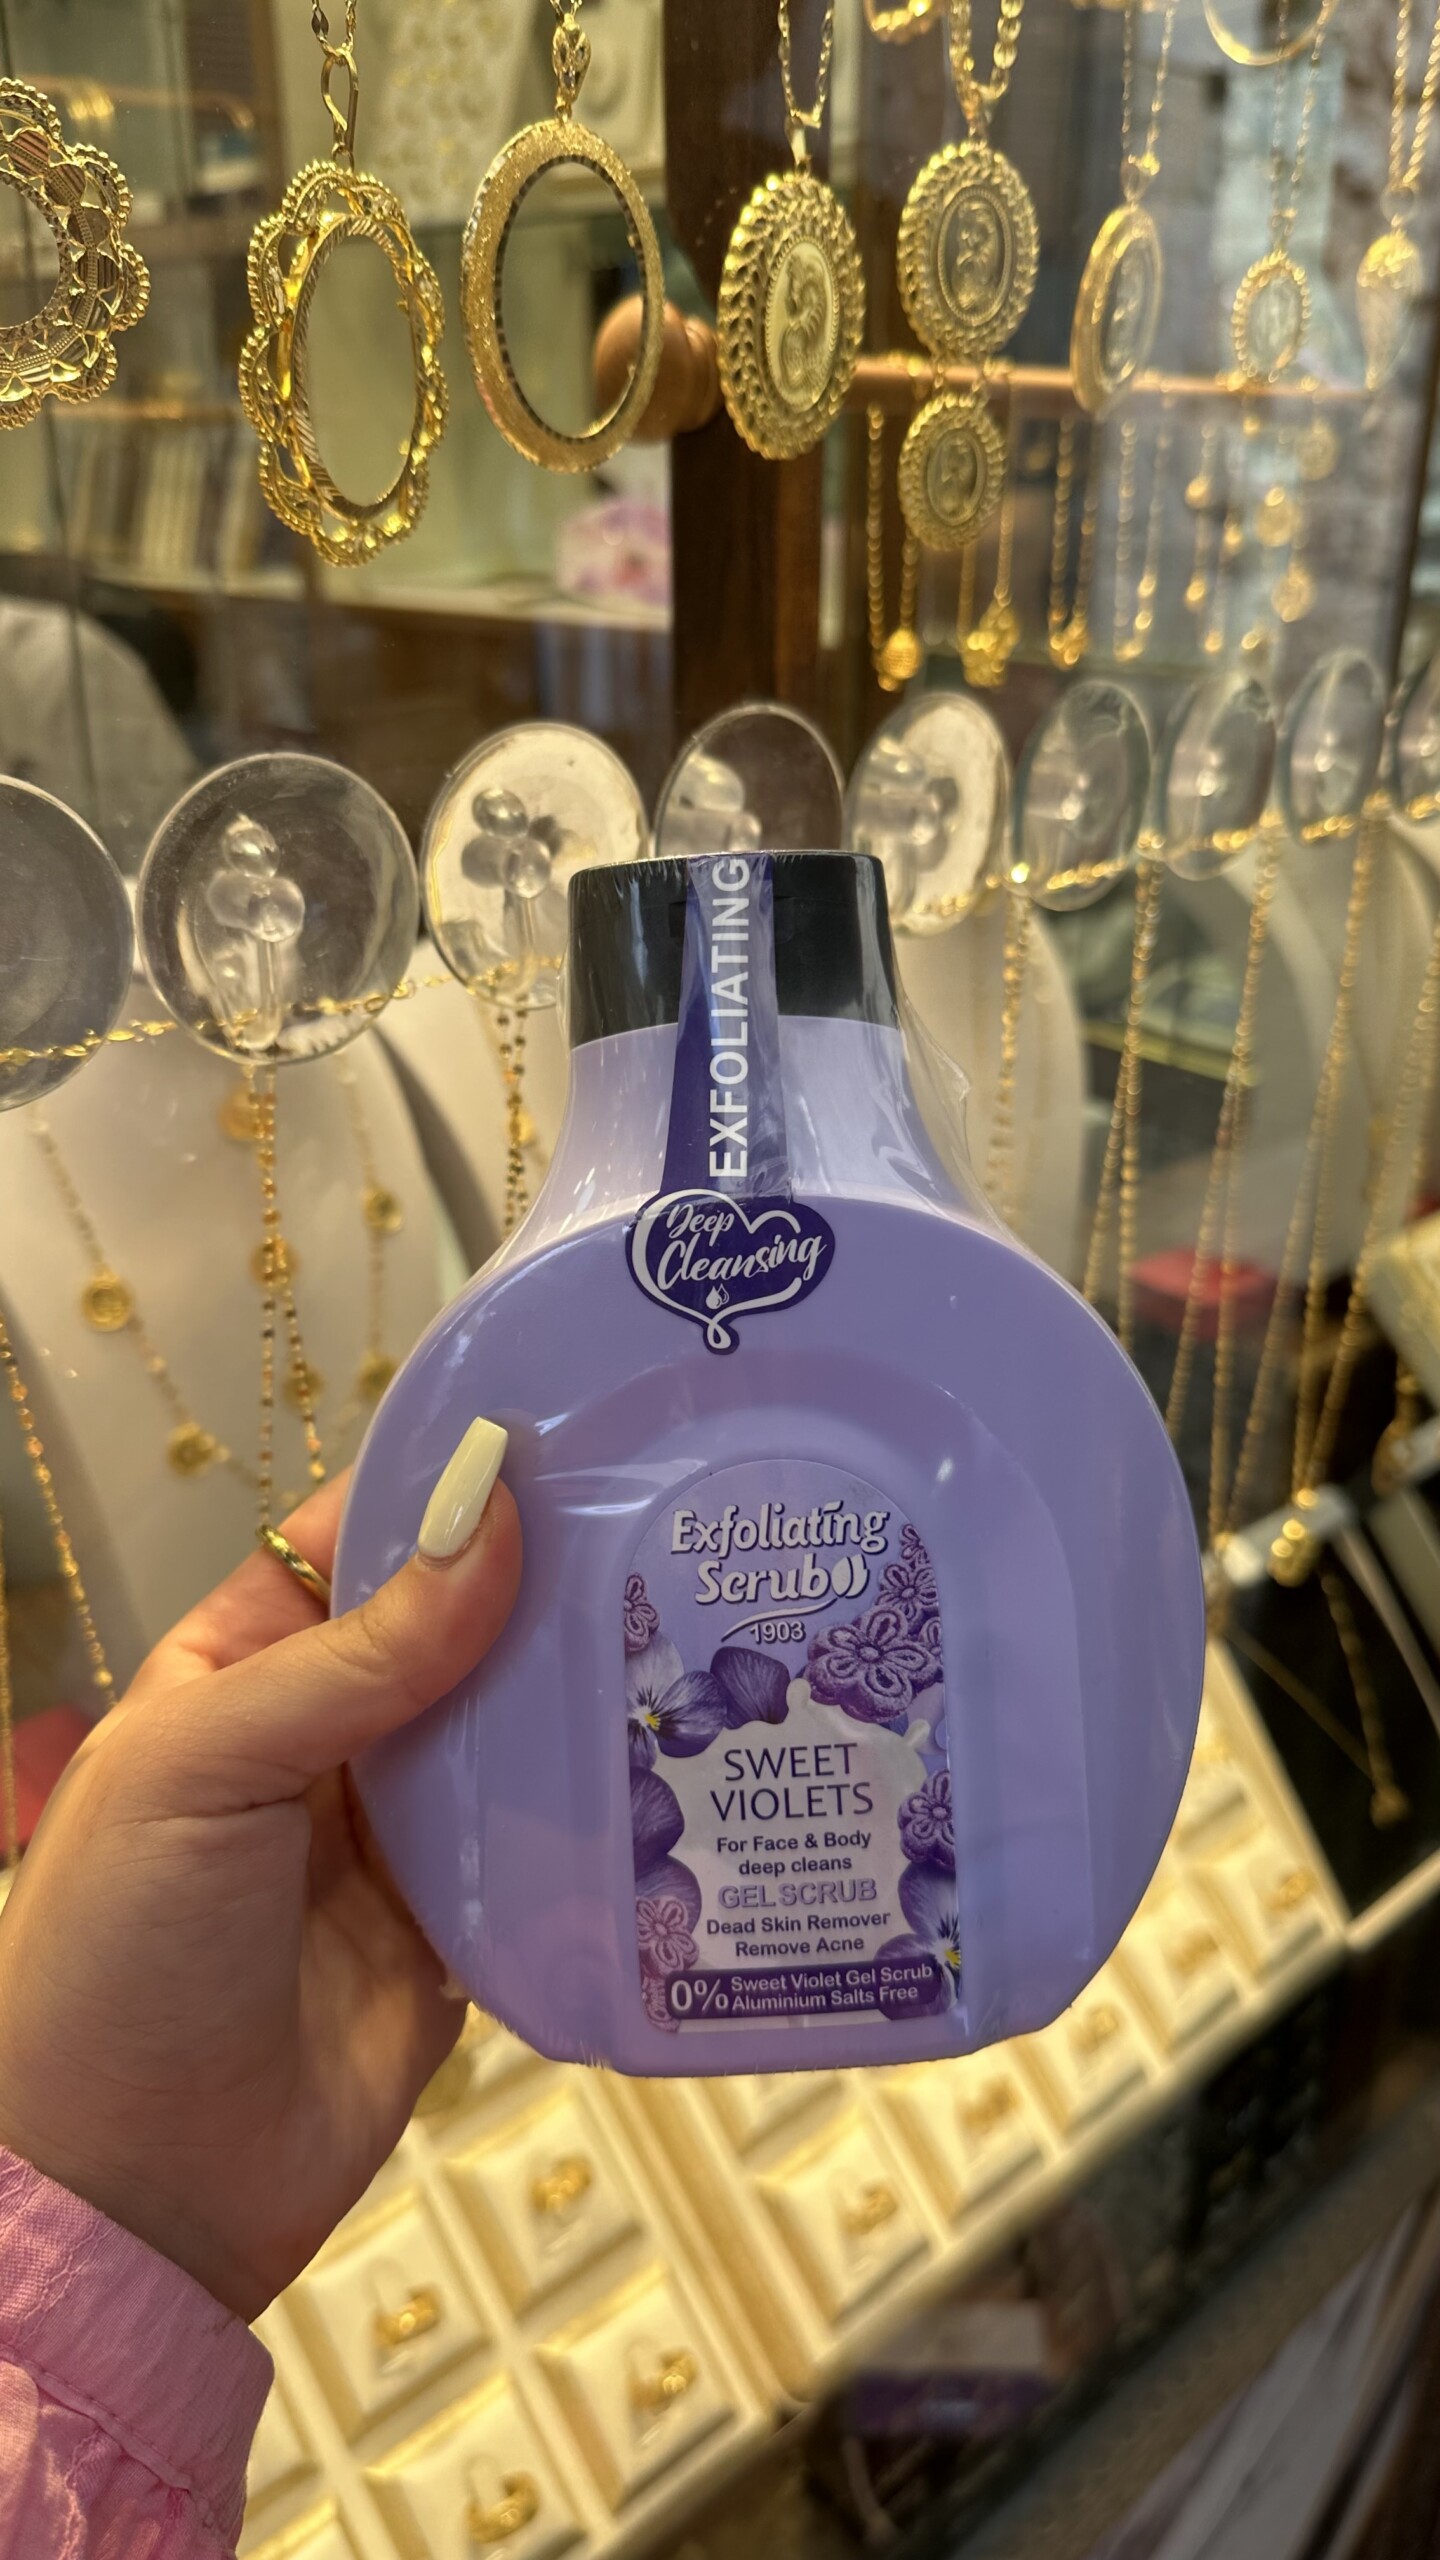 EXFOLIATING
Deep
Cleansing
Exfoliating
Scrub
1903
SWEET
VIOLETS
For Face & Body
deep cleans
GEL SCRUB
Dead Skin Remover
Remove Acne
0% Sweet Violet Gel Scrub
Aluminium Salts Free